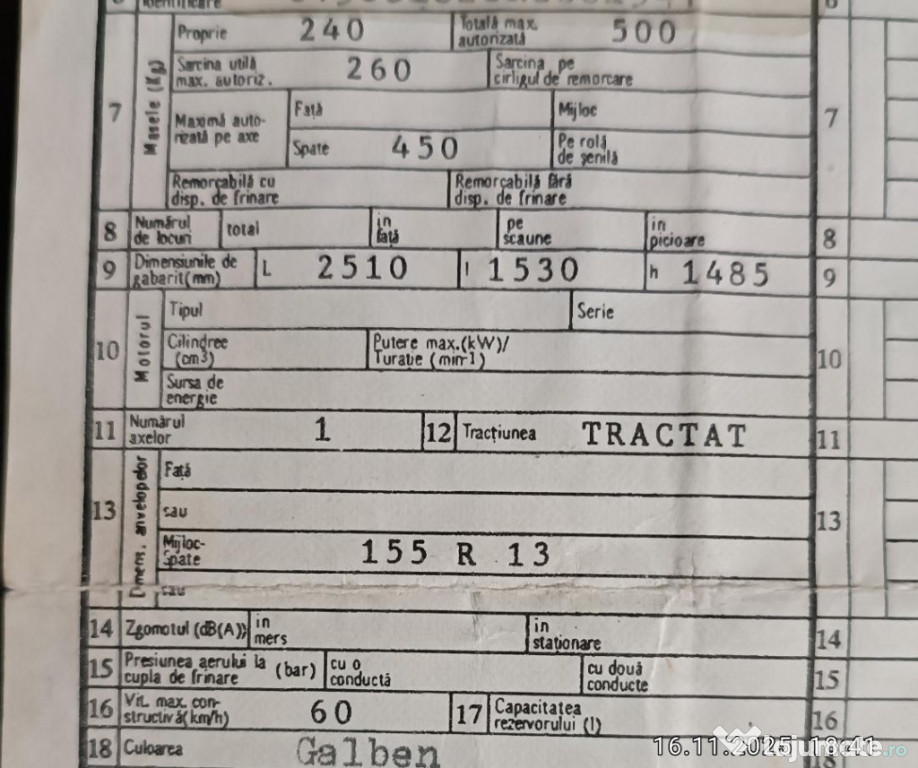 Identificare
Proprie 240 Totală max. autorizată 500
Sarcina utilă max. autoriz. 260 Sarcina pe cîrligul de remorcare
7 Masele (Kg) 7
Maximă autorizată pe axe Față Mijloc
Spate 450 Pe rolă de șenilă
Remorcabilă cu disp. de frînare Remorcabilă fără disp. de frînare
8 Numărul de locuri total în față pe scaune în picioare 8
9 Dimensiunile de gabarit(mm) L 2510 l 1530 h 1485 9
10 Motorul Tipul Serie 10
Cilindree (cm3) Putere max.(kW)/ Turație (min-1)
Sursa de energie
11 Numărul axelor 1 12 Tracțiunea TRACTAT 11
13 Dimens. anvelopelor Față 13
sau
Mijloc-Spate 155 R 13
sau
14 Zgomotul (dB(A)) în mers în staționare 14
15 Presiunea aerului la cupla de frînare (bar) cu o conductă cu două conducte 15
16 Vit. max. constructivă(km/h) 60 17 Capacitatea rezervorului (l) 16
18 Culoarea Galben 18
16.11.2025 18:41
ajumate.ro